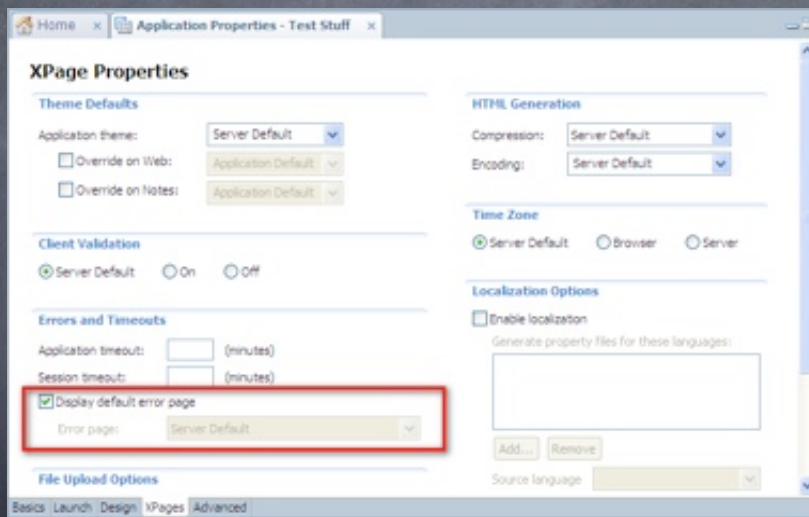 Home
Application Properties - Test Stuff
XPage Properties
Theme Defaults
Application theme: Server Default
Override on Web: Application Default
Override on Notes: Application Default
Client Validation
Server Default On Off
Errors and Timeouts
Application timeout: (minutes)
Session timeout: (minutes)
Display default error page
Error page: Server Default
File Upload Options
HTML Generation
Compression: Server Default
Encoding: Server Default
Time Zone
Server Default Browser Server
Localization Options
Enable localization
Generate property files for these languages:
Add... Remove
Source language
Basics Launch Design XPages Advanced